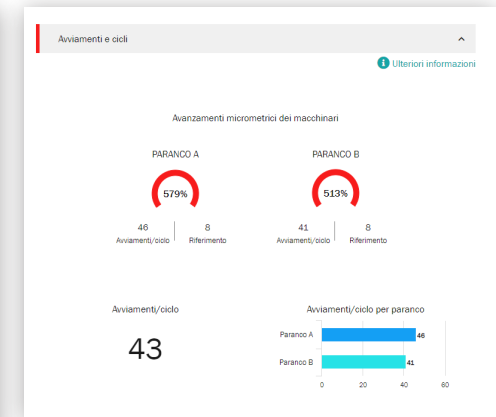 Avviamenti e cicli
Ulteriori informazioni
Avanzamenti micrometrici dei macchinari
PARANCO A PARANCO B
579% 513%
46 8 41 8
Avviamenti/ciclo Riferimento Avviamenti/ciclo Riferimento
Avviamenti/ciclo Avviamenti/ciclo per paranco
43
Paranco A 46
Paranco B 41
0 20 40 60